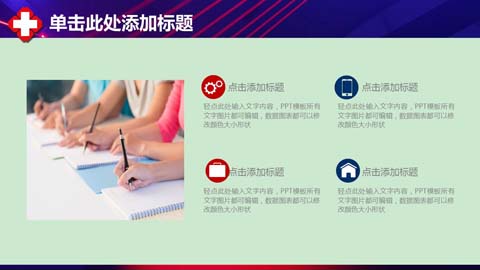 单击此处添加标题
点击添加标题
轻点此处输入文字内容，PPT模板所有
文字图片都可编辑，数据图表都可以修
改颜色大小形状
点击添加标题
轻点此处输入文字内容，PPT模板所有
文字图片都可编辑，数据图表都可以修
改颜色大小形状
点击添加标题
轻点此处输入文字内容，PPT模板所有
文字图片都可编辑，数据图表都可以修
改颜色大小形状
点击添加标题
轻点此处输入文字内容，PPT模板所有
文字图片都可编辑，数据图表都可以修
改颜色大小形状